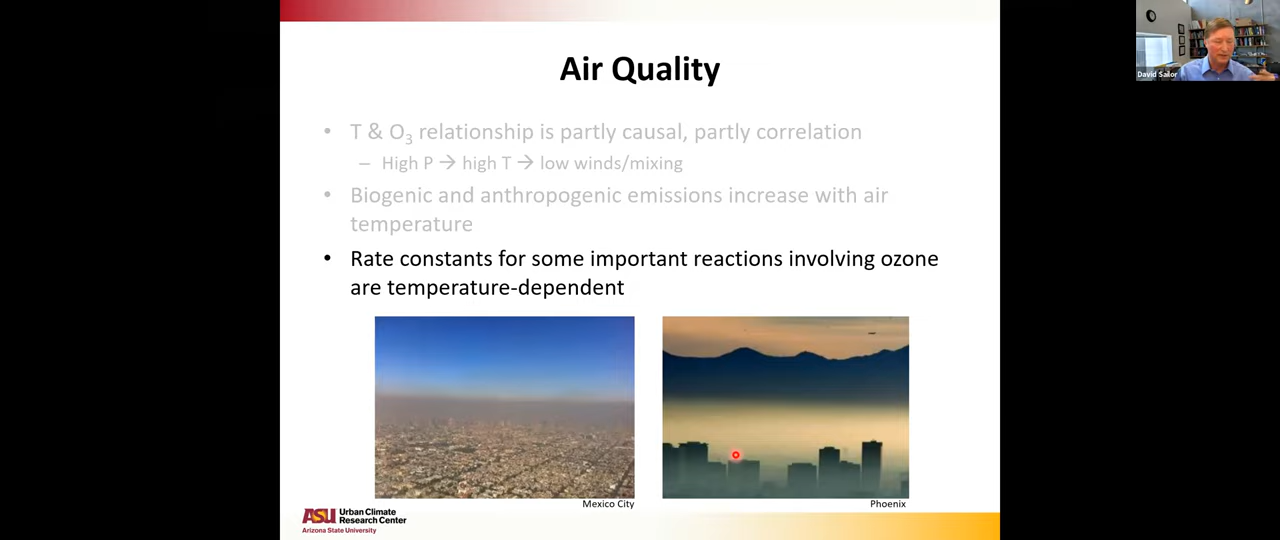 Air Quality
• T & O₃ relationship is partly causal, partly correlation
– High P → high T → low winds/mixing
• Biogenic and anthropogenic emissions increase with air
temperature
• Rate constants for some important reactions involving ozone
are temperature-dependent
Mexico City
Phoenix
ASU Urban Climate
Research Center
Arizona State University
David Sailor